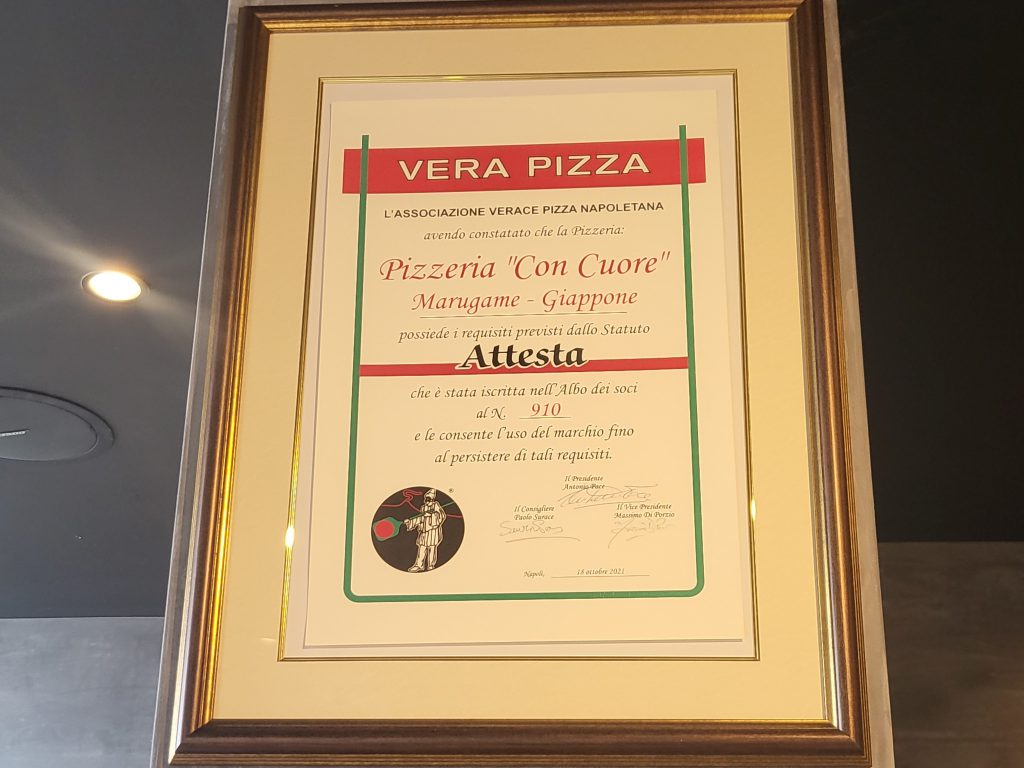 VERA PIZZA
L'ASSOCIAZIONE VERACE PIZZA NAPOLETANA
avendo constatato che la Pizzeria:
Pizzeria "Con Cuore"
Marugame - Giappone
possiede i requisiti previsti dallo Statuto
Attesta
che è stata iscritta nell'Albo dei soci
al N. 910
e le consente l'uso del marchio fino
al persistere di tali requisiti.
Il Presidente
Antonio Pace
Il Consigliere
Paolo Surace
Il Vice Presidente
Massimo Di Porzio
®
Napoli, 18 ottobre 2021